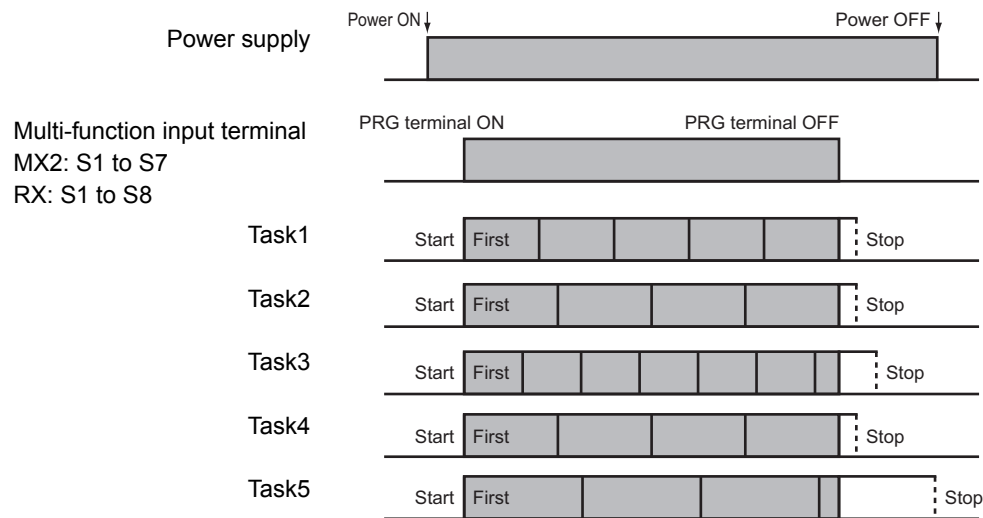 Power ON
Power OFF
Power supply
Multi-function input terminal
MX2: S1 to S7
RX: S1 to S8
PRG terminal ON
PRG terminal OFF
Task1
Start
First
Stop
Task2
Start
First
Stop
Task3
Start
First
Stop
Task4
Start
First
Stop
Task5
Start
First
Stop